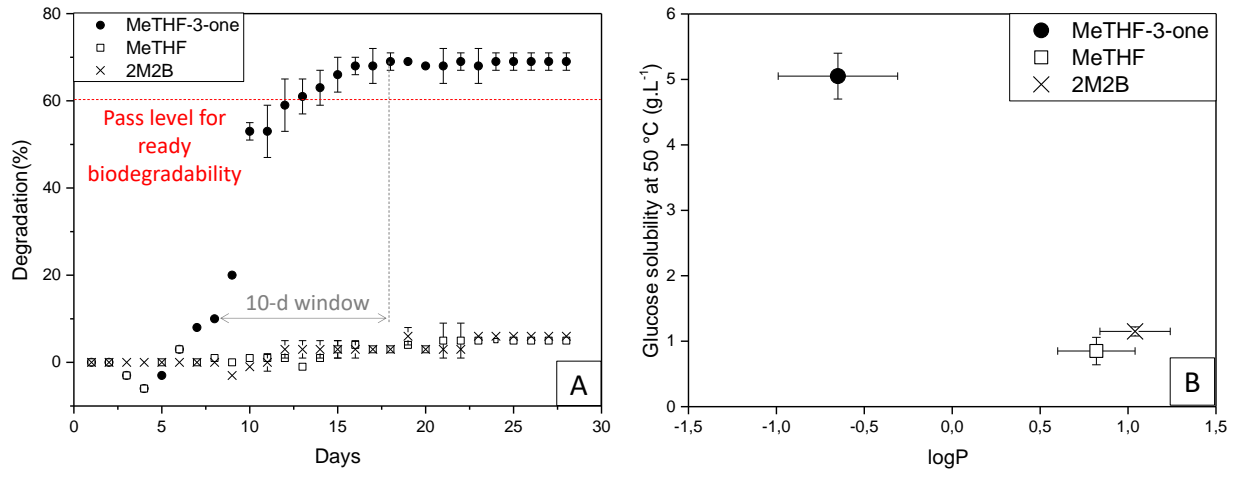 MeTHF-3-one
MeTHF
2M2B
Pass level for
ready
biodegradability
10-d window
A
80
60
40
20
0
0
5
10
15
20
25
30
Degradation(%)
Days
MeTHF-3-one
MeTHF
2M2B
B
6
5
4
3
2
1
0
-1,5
-1,0
-0,5
0,0
0,5
1,0
1,5
Glucose solubility at 50 °C (g.L-1)
logP